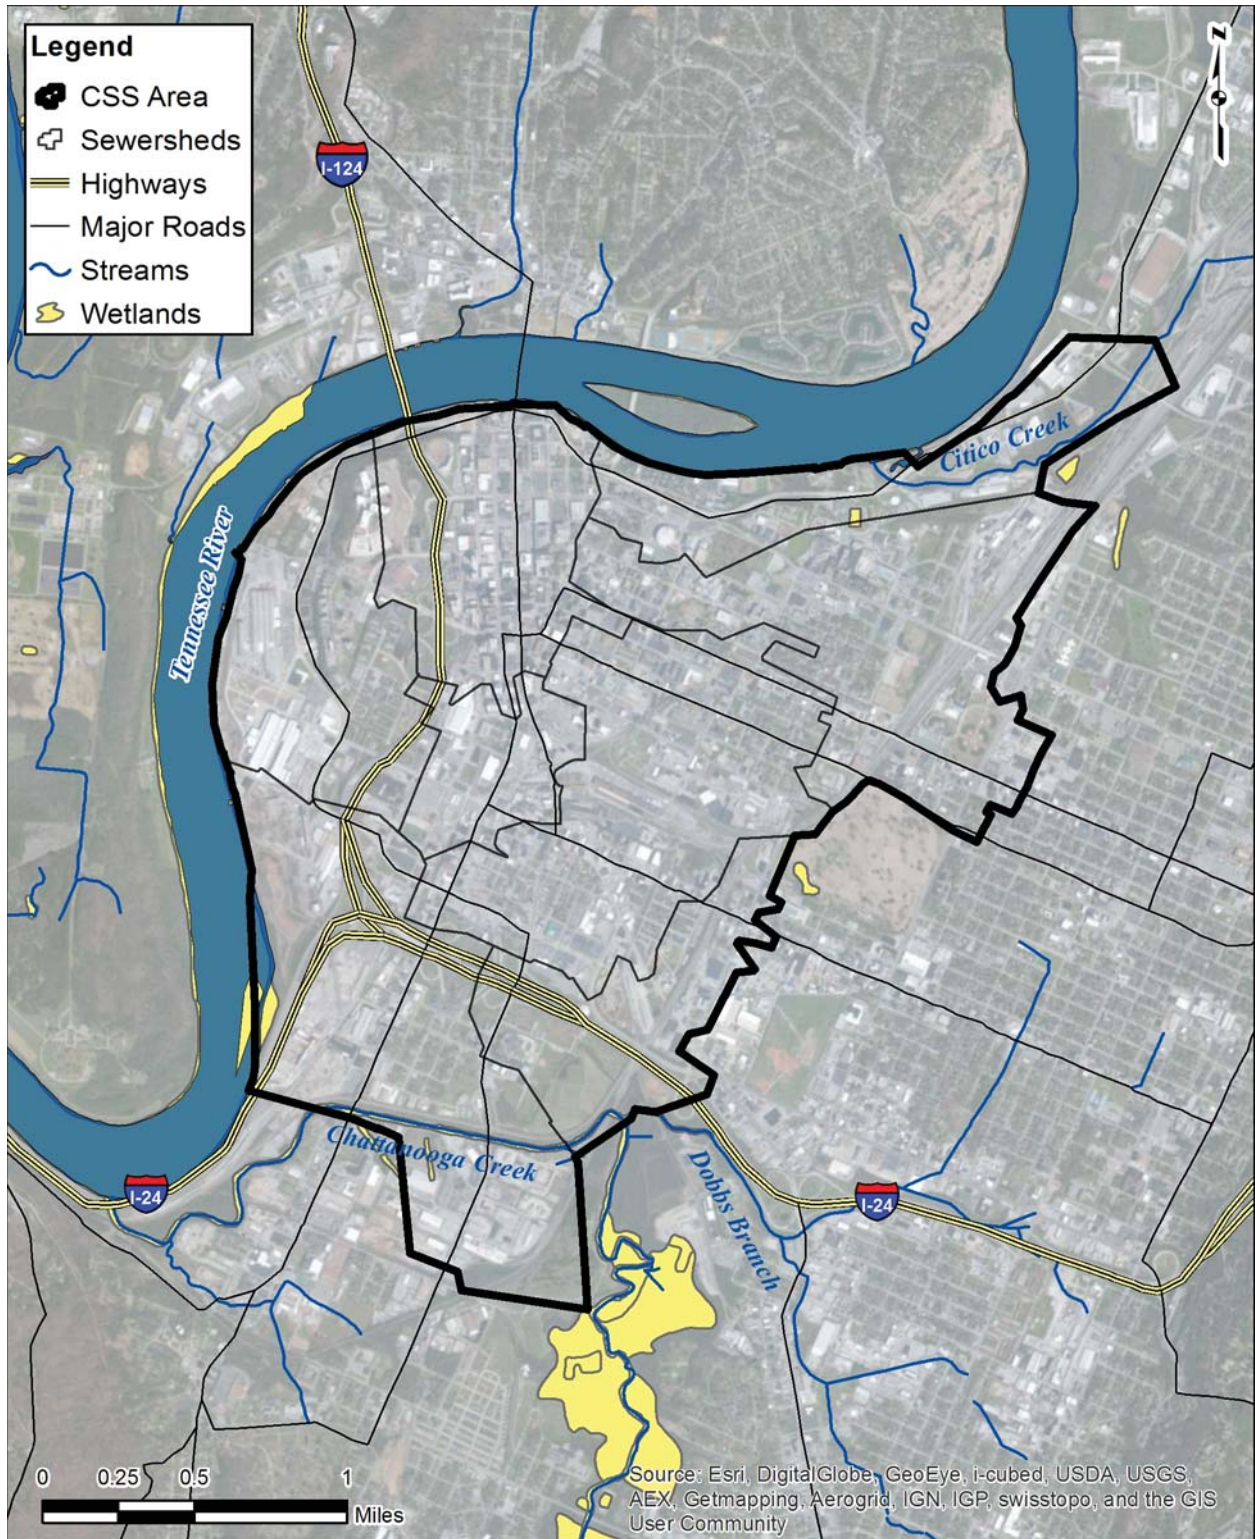 Legend
CSS Area
Sewersheds
Highways
Major Roads
Streams
Wetlands
I-124
N
Citico Creek
Tennessee River
Chattanooga Creek
Dobbs Branch
I-24
I-24
0 0.25 0.5 1
Miles
Source: Esri, DigitalGlobe, GeoEye, i-cubed, USDA, USGS,
AEX, Getmapping, Aerogrid, IGN, IGP, swisstopo, and the GIS
User Community